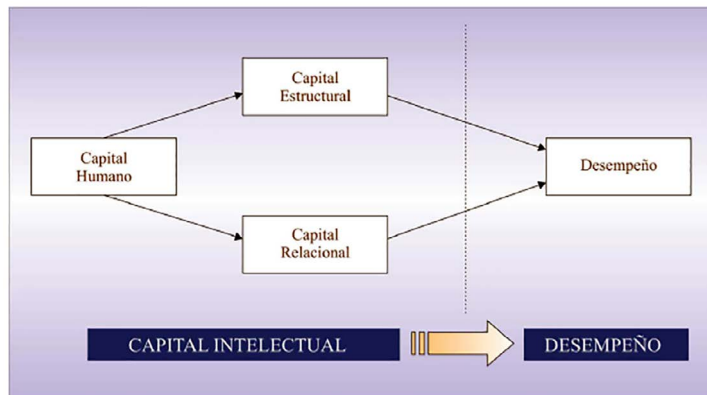 Capital
Estructural
Capital
Humano
Desempeño
Capital
Relacional
CAPITAL INTELECTUAL
DESEMPEÑO